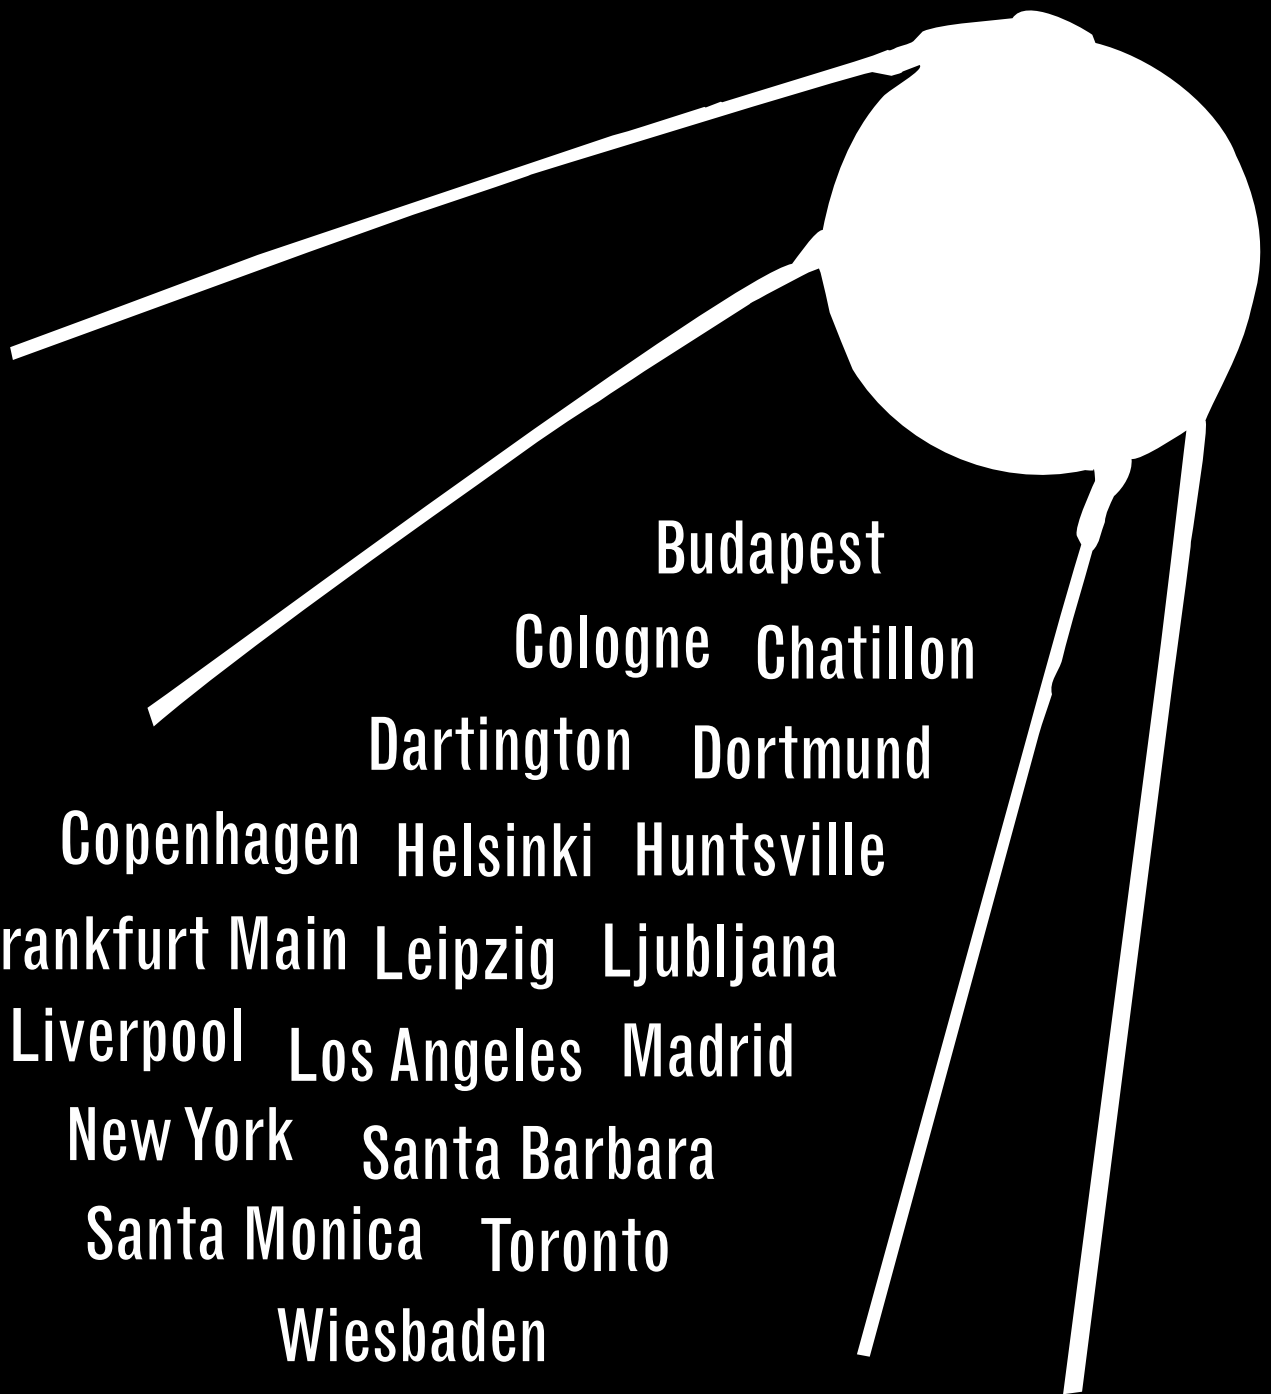 Budapest
Cologne Chatillon
Dartington Dortmund
Copenhagen Helsinki Huntsville
rankfurt Main Leipzig Ljubljana
Liverpool Los Angeles Madrid
New York Santa Barbara
Santa Monica Toronto
Wiesbaden